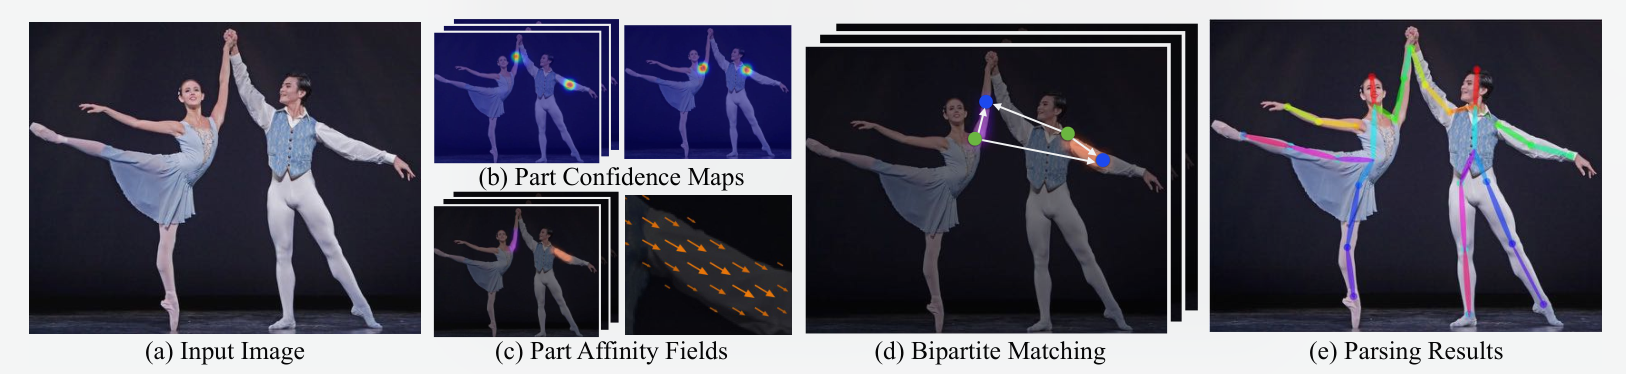 (a) Input Image
(b) Part Confidence Maps
(c) Part Affinity Fields
(d) Bipartite Matching
(e) Parsing Results